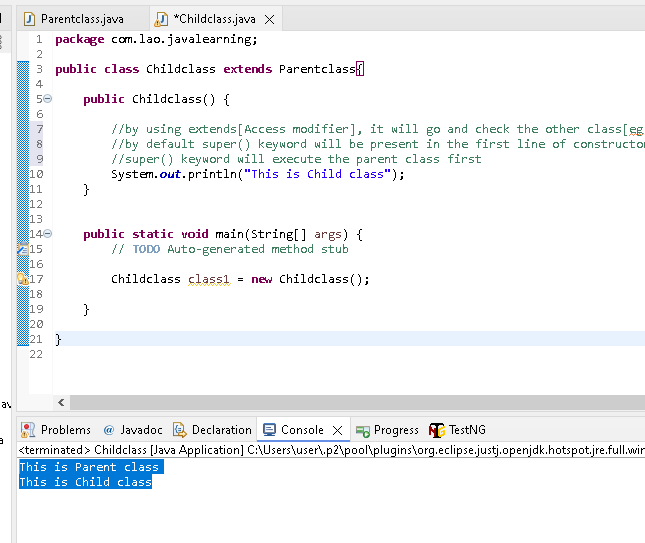 Parentclass.java
*Childclass.java
1 package com.lao.javalearning;
2
3 public class Childclass extends Parentclass{
4
5 public Childclass() {
6
7 //by using extends[Access modifier], it will go and check the other class[eg
8 //by default super() keyword will be present in the first line of constructo
9 //super() keyword will execute the parent class first
10 System.out.println("This is Child class");
11 }
12
13
14 public static void main(String[] args) {
15 // TODO Auto-generated method stub
16
17 Childclass class1 = new Childclass();
18
19 }
20
21 }
22
Problems @ Javadoc Declaration Console Progress TestNG
<terminated> Childclass [Java Application] C:\Users\user\.p2\pool\plugins\org.eclipse.justj.openjdk.hotspot.jre.full.win
This is Parent class
This is Child class